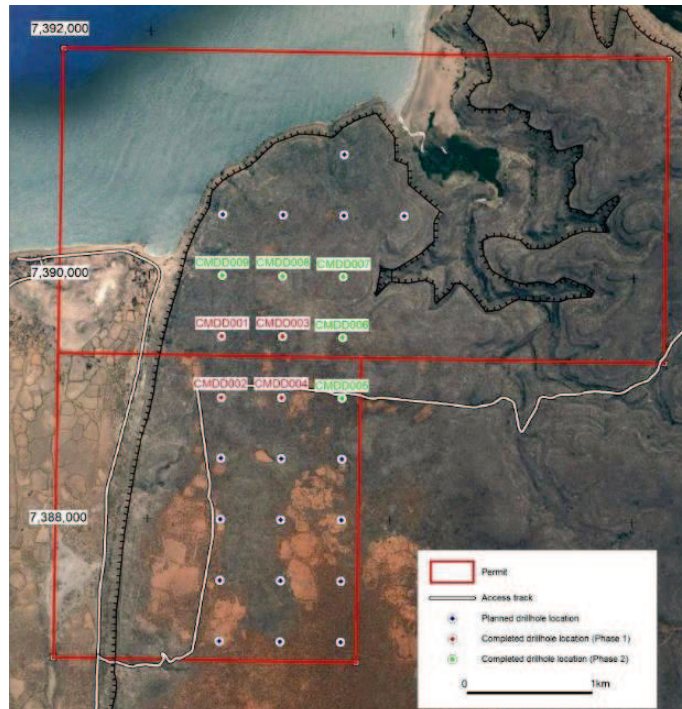 7,392,000
CMDD009 CMDD008 CMDD007
7,390,000
CMDD001 CMDD003 CMDD006
CMDD002 CMDD004 CMDD005
7,388,000
Permit
Access track
Planned drillhole location
Completed drillhole location (Phase 1)
Completed drillhole location (Phase 2)
0 1km